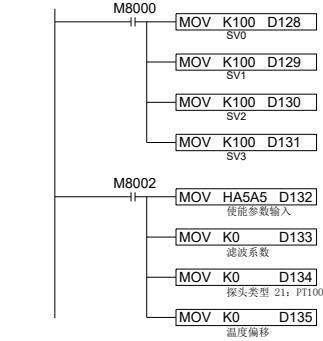 M8000
MOV K100 D128
SV0
MOV K100 D129
SV1
MOV K100 D130
SV2
MOV K100 D131
SV3
M8002
MOV HA5A5 D132
使能参数输入
MOV K0 D133
滤波系数
MOV K0 D134
探头类型 21: PT100
MOV K0 D135
温度偏移